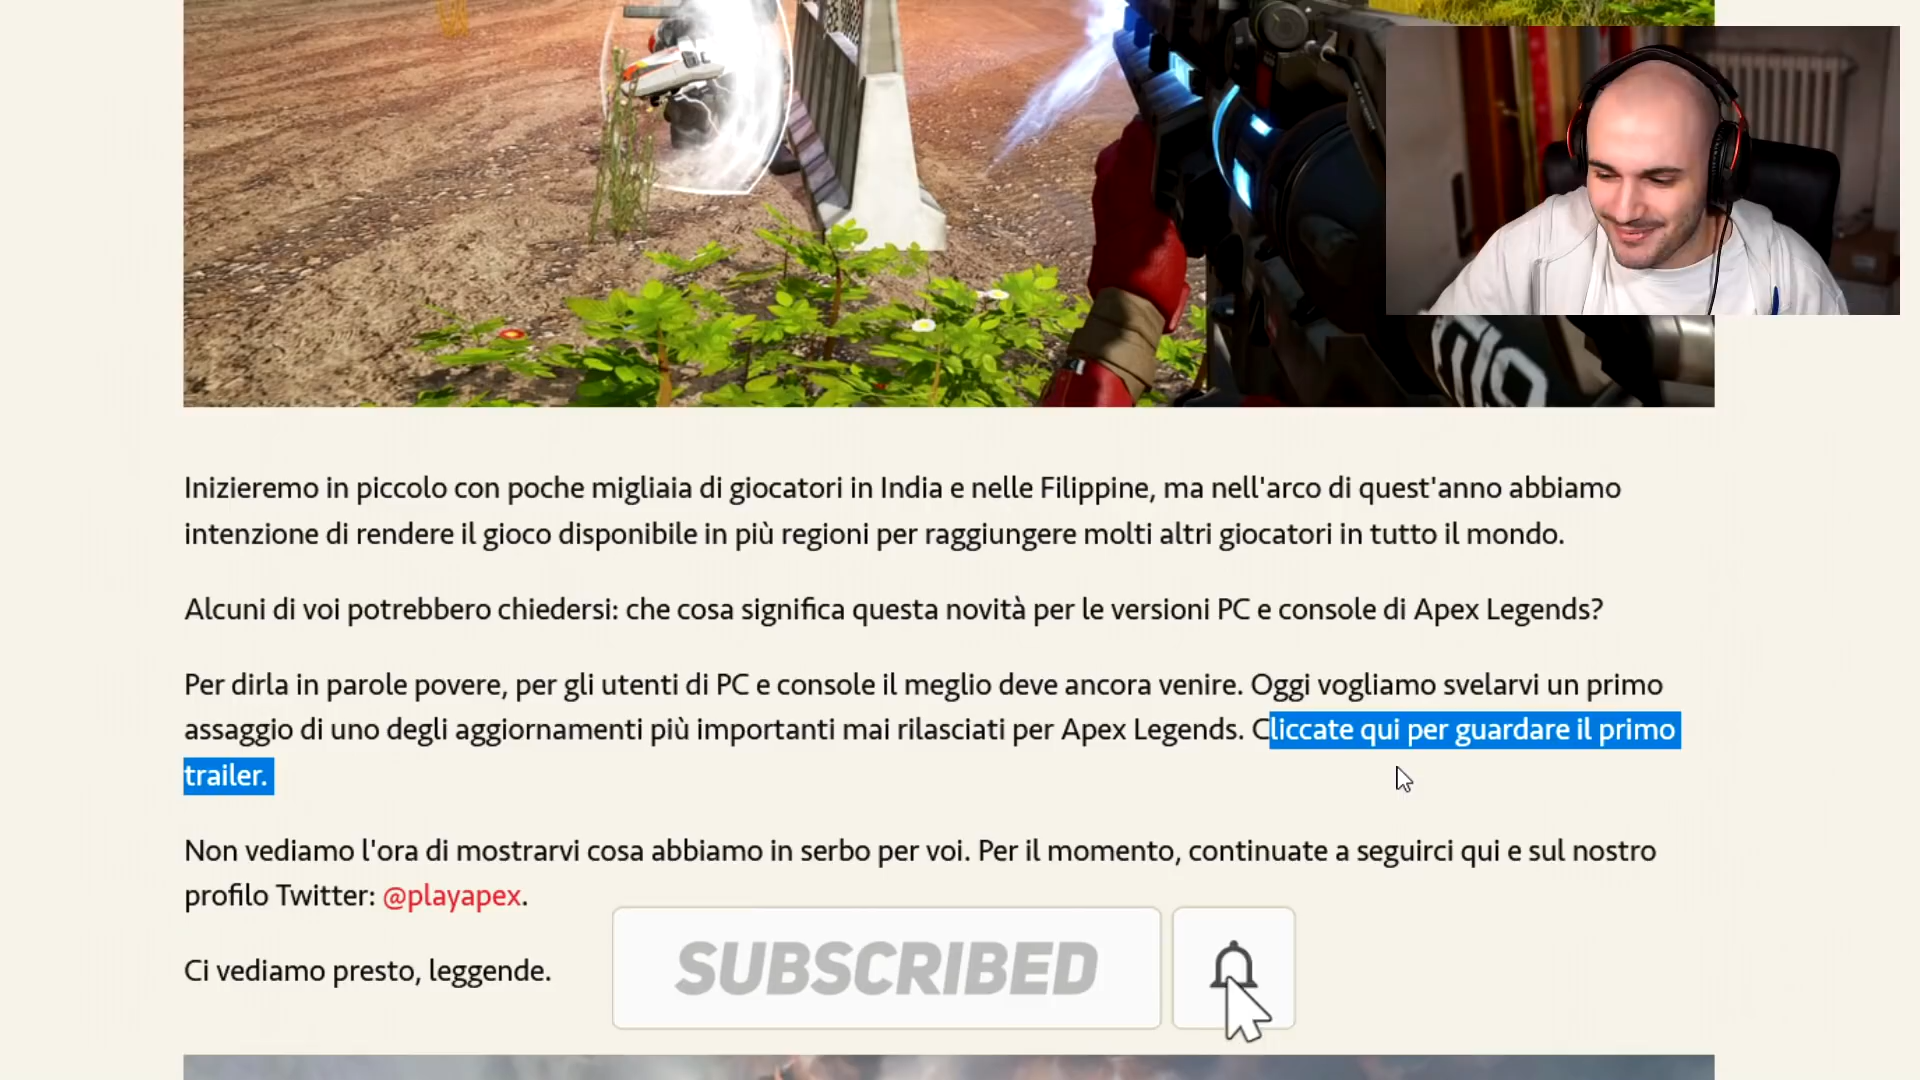 Inizieremo in piccolo con poche migliaia di giocatori in India e nelle Filippine, ma nell'arco di quest'anno abbiamo
intenzione di rendere il gioco disponibile in più regioni per raggiungere molti altri giocatori in tutto il mondo.
Alcuni di voi potrebbero chiedersi: che cosa significa questa novità per le versioni PC e console di Apex Legends?
Per dirla in parole povere, per gli utenti di PC e console il meglio deve ancora venire. Oggi vogliamo svelarvi un primo
assaggio di uno degli aggiornamenti più importanti mai rilasciati per Apex Legends. Cliccate qui per guardare il primo
trailer.
Non vediamo l'ora di mostrarvi cosa abbiamo in serbo per voi. Per il momento, continuate a seguirci qui e sul nostro
profilo Twitter: @playapex.
Ci vediamo presto, leggende.
SUBSCRIBED